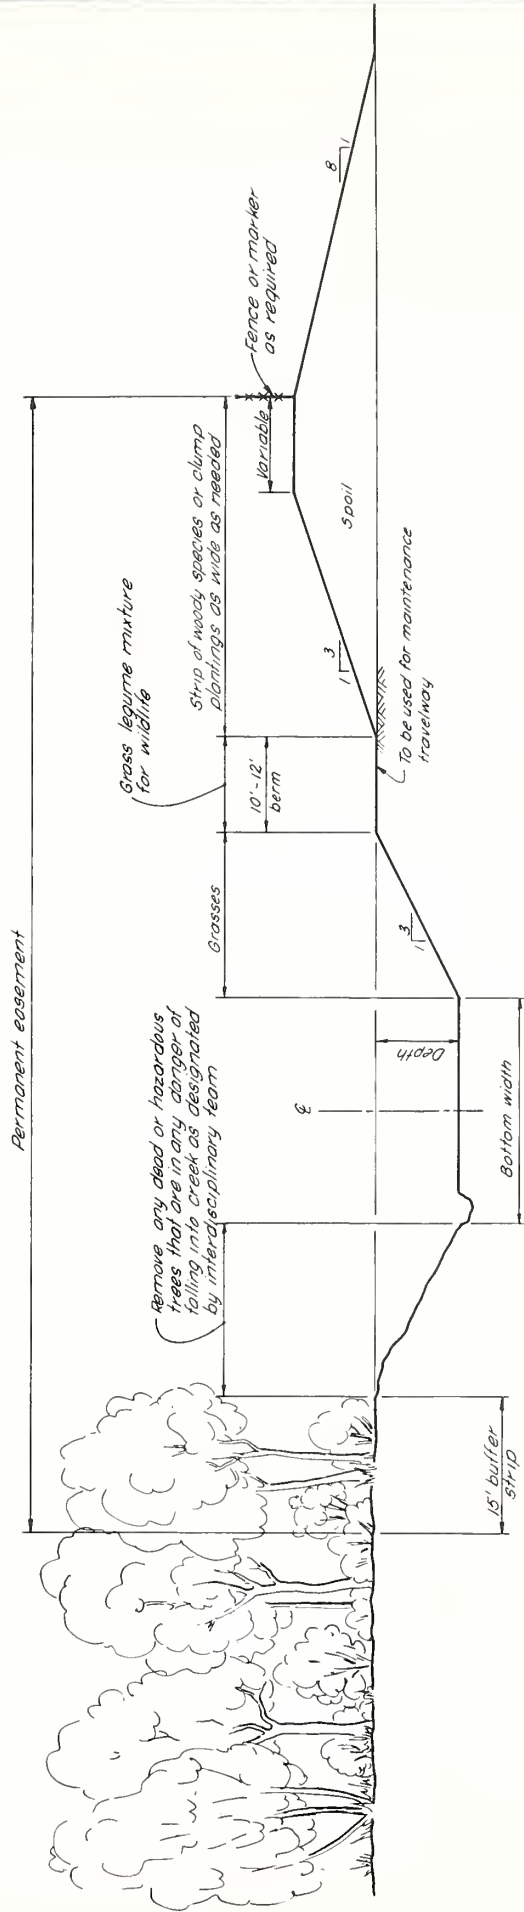 Permanent easement
Remove any dead or hazardous
trees that are in any danger of
falling into creek as designated
by interdisciplinary team
Grasses
Grass legume mixture
for wildlife
10'-12'
berm
Strip of woody species or clump
plantings as wide as needed
Variable
Fence or marker
as required
8
1
Spoil
3
1
To be used for maintenance
travelway
3
1
Depth
℄
Bottom width
15' buffer
strip